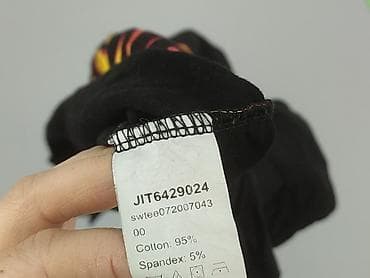 JIT6429024
swtee072007043
00
Cotton: 95%
Spandex: 5%